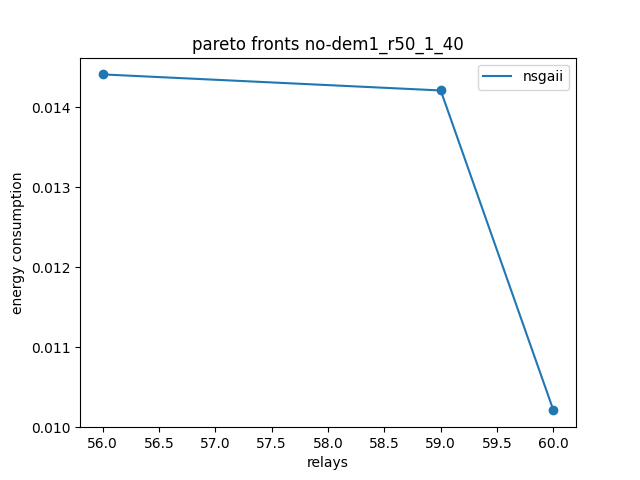 pareto fronts no-dem1_r50_1_40
nsgaii
0.014
0.013
0.012
0.011
0.010
energy consumption
56.0 56.5 57.0 57.5 58.0 58.5 59.0 59.5 60.0
relays